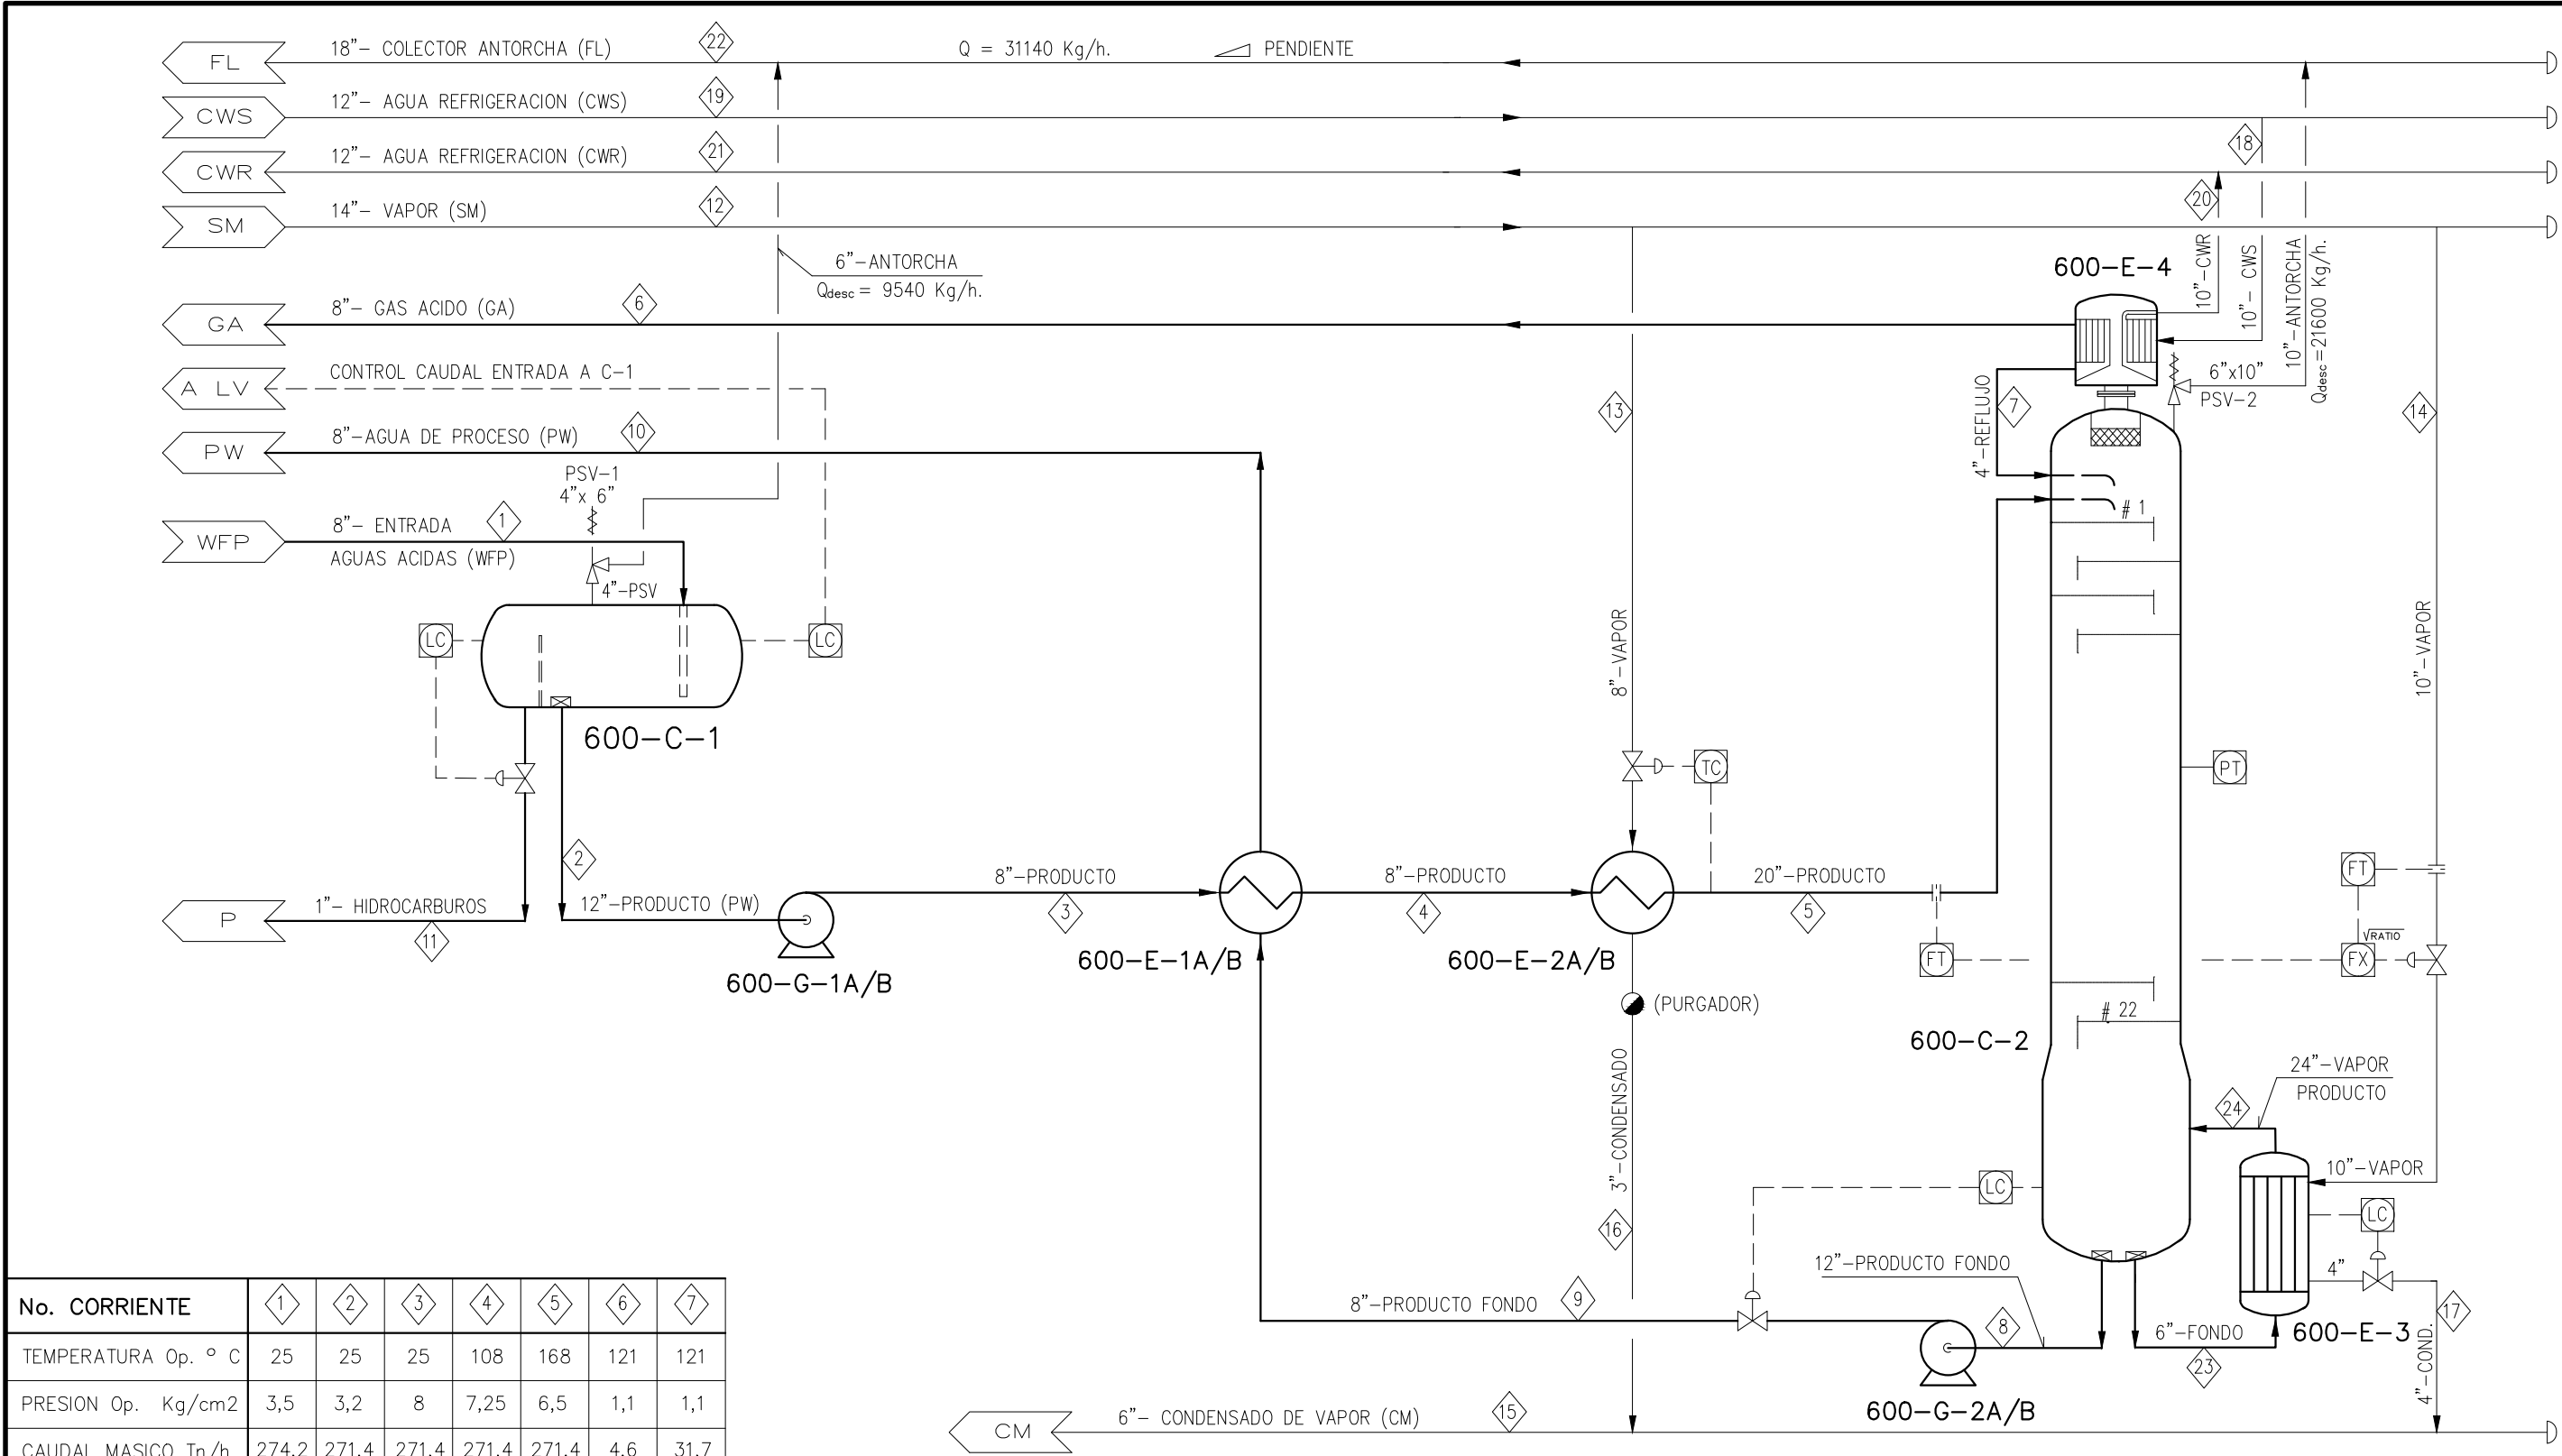 FL
18"- COLECTOR ANTORCHA (FL)
22
Q = 31140 Kg/h.
PENDIENTE
CWS
12"- AGUA REFRIGERACION (CWS)
19
CWR
12"- AGUA REFRIGERACION (CWR)
21
18
SM
14"- VAPOR (SM)
12
20
6"-ANTORCHA
Qdesc = 9540 Kg/h.
600-E-4
10"-CWR
10"- CWS
10"-ANTORCHA
Qdesc=21600 Kg/h.
GA
8"- GAS ACIDO (GA)
6
A LV
CONTROL CAUDAL ENTRADA A C-1
6"x10"
PSV-2
4"-REFLUJO
7
13
14
PW
8"-AGUA DE PROCESO (PW)
10
PSV-1
4"x 6"
WFP
8"- ENTRADA
1
AGUAS ACIDAS (WFP)
# 1
4"-PSV
LC
LC
8"-VAPOR
10"-VAPOR
600-C-1
TC
PT
2
8"-PRODUCTO
3
8"-PRODUCTO
4
20"-PRODUCTO
5
FT
P
1"- HIDROCARBUROS
11
12"-PRODUCTO (PW)
√RATIO
600-G-1A/B
600-E-1A/B
600-E-2A/B
FT
FX
(PURGADOR)
# 22
600-C-2
24"-VAPOR
PRODUCTO
24
3"-CONDENSADO
10"-VAPOR
LC
LC
16
12"-PRODUCTO FONDO
4"
8"-PRODUCTO FONDO
9
8
6"-FONDO
23
600-E-3
17
4"-COND.
600-G-2A/B
CM
6"- CONDENSADO DE VAPOR (CM)
15
No. CORRIENTE 1 2 3 4 5 6 7
TEMPERATURA Op. º C 25 25 25 108 168 121 121
PRESION Op. Kg/cm2 3,5 3,2 8 7,25 6,5 1,1 1,1
CAUDAL MASICO Tn/h 274,2 271,4 271,4 271,4 271,4 4,6 31,7